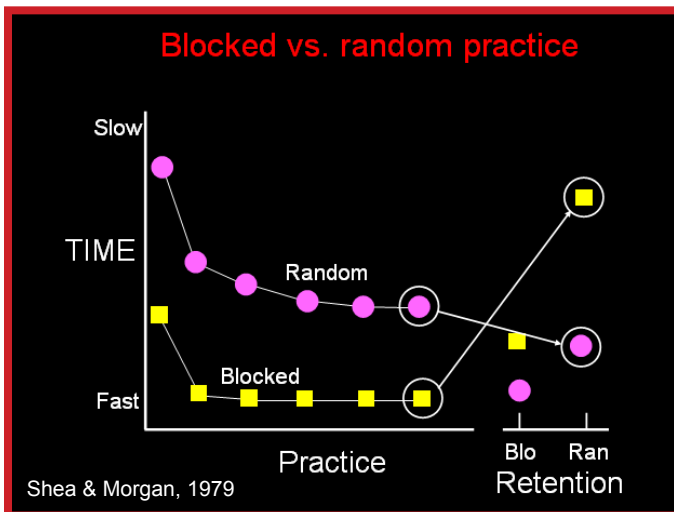 Blocked vs. random practice
Slow
TIME
Random
Blocked
Fast
Blo Ran
Practice
Retention
Shea & Morgan, 1979